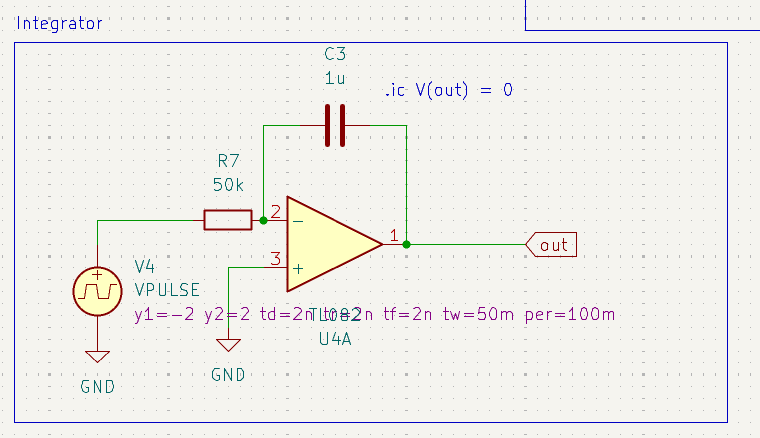 Integrator
C3
1u
.ic V(out) = 0
R7
50k
2
−
1
out
3
+
V4
VPULSE
+
y1=-2 y2=2 td=2n tr=2n tf=2n tw=50m per=100m
TL082
U4A
GND
GND